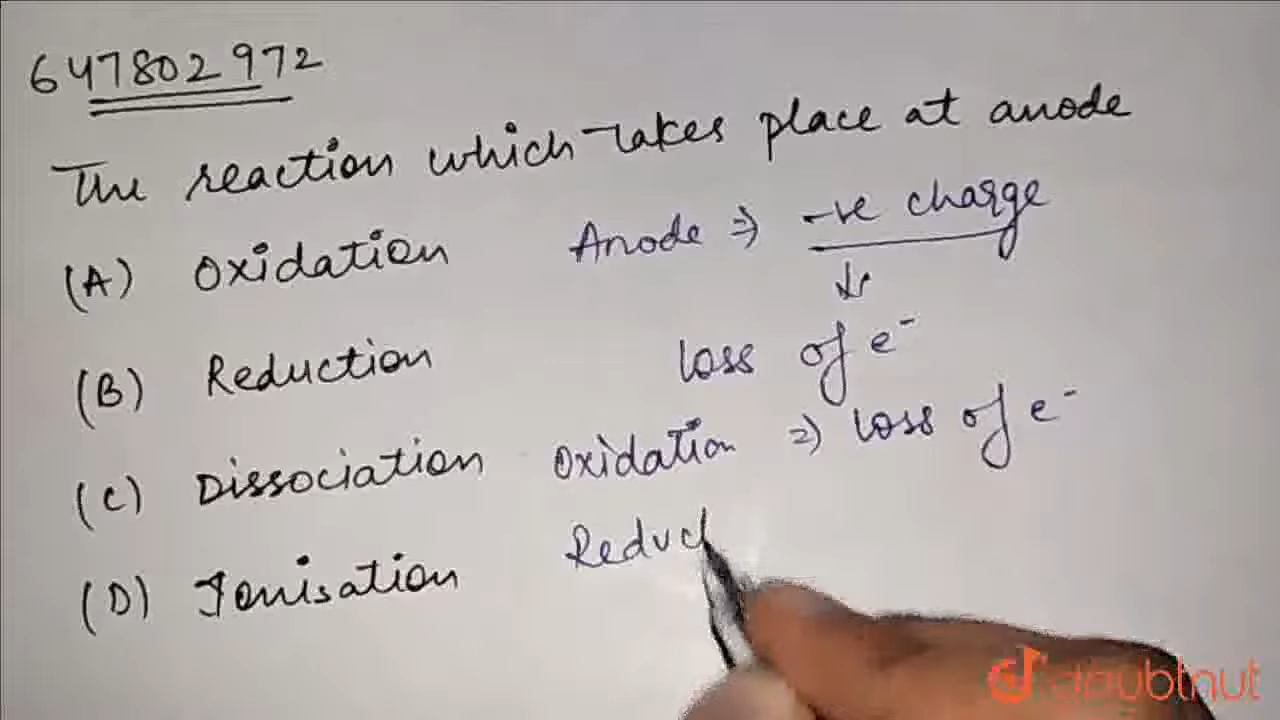 647802972
The reaction which takes place at anode
(A) Oxidation
Anode ⇒ -ve charge
↓
(B) Reduction
loss of e⁻
(C) Dissociation
Oxidation ⇒ loss of e⁻
(D) Ionisation
Reduc
doubtnut